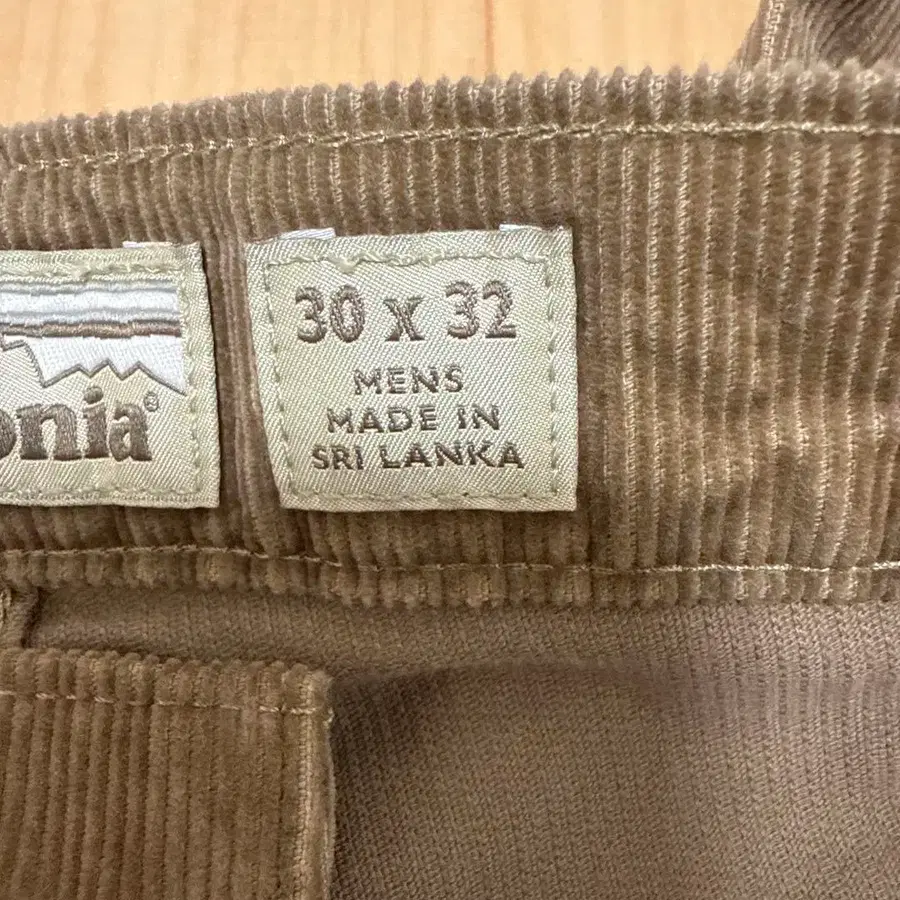 onia®
30 x 32
MENS
MADE IN
SRI LANKA